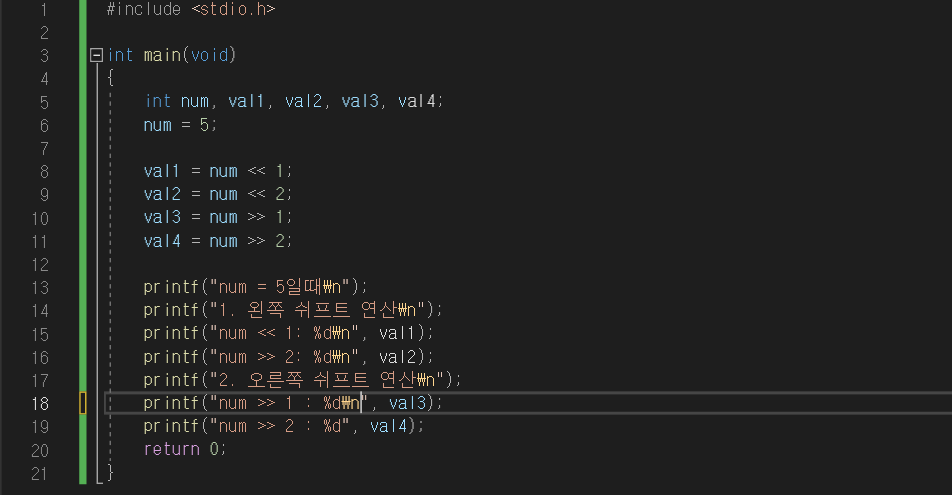 1 #include <stdio.h>
2
3 int main(void)
4 {
5 int num, val1, val2, val3, val4;
6 num = 5;
7
8 val1 = num << 1;
9 val2 = num << 2;
10 val3 = num >> 1;
11 val4 = num >> 2;
12
13 printf("num = 5일때₩n");
14 printf("1. 왼쪽 쉬프트 연산₩n");
15 printf("num << 1: %d₩n", val1);
16 printf("num >> 2: %d₩n", val2);
17 printf("2. 오른쪽 쉬프트 연산₩n");
18 printf("num >> 1 : %d₩n", val3);
19 printf("num >> 2 : %d", val4);
20 return 0;
21 }